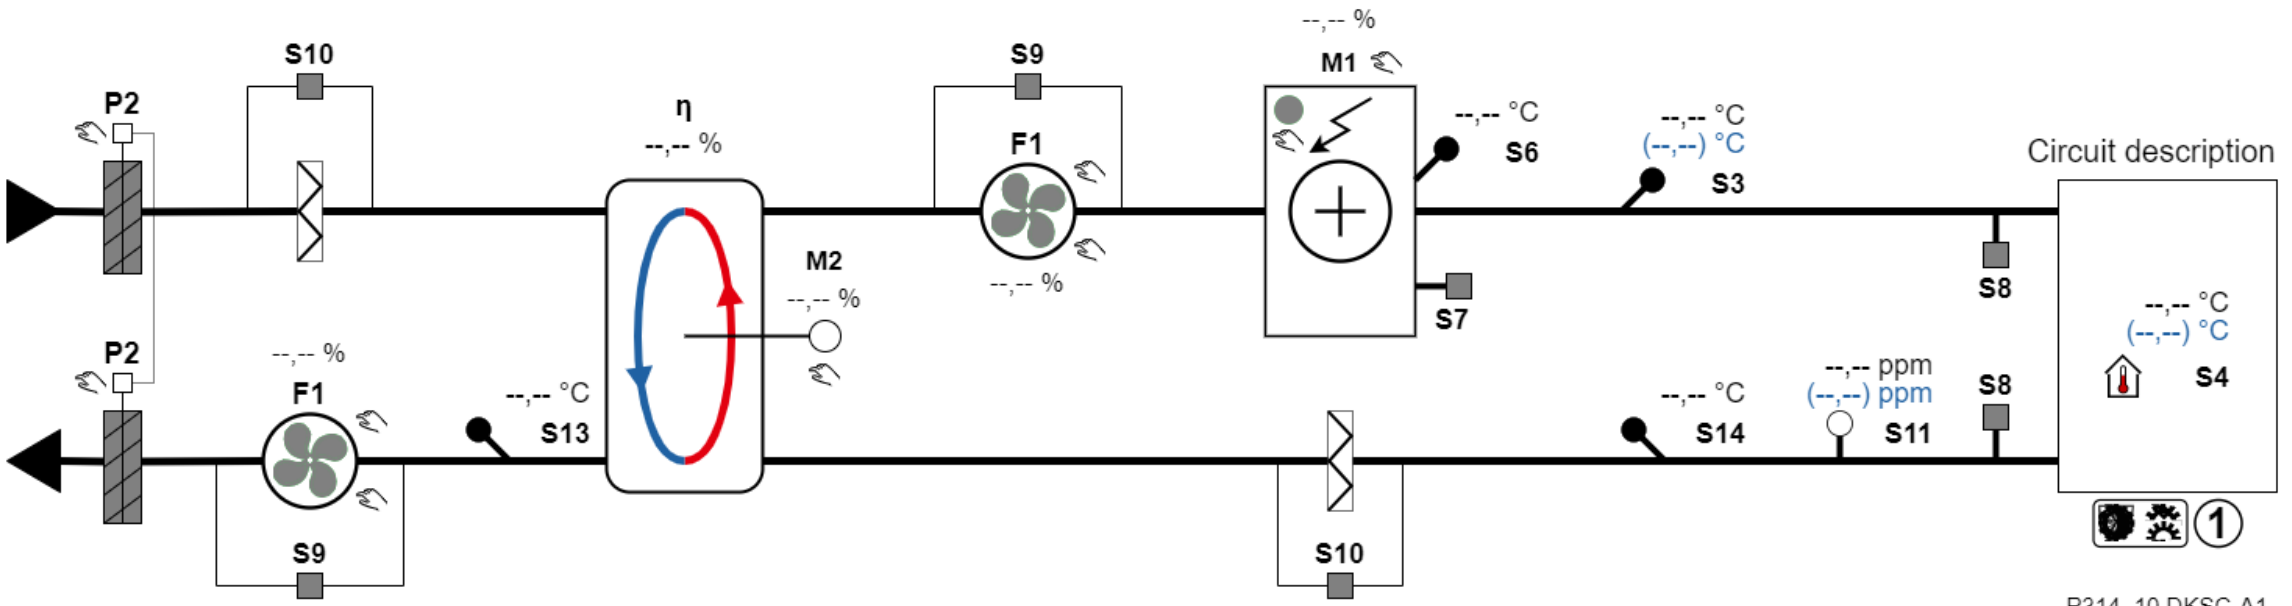 --,-- %
S10
S9
M1
P2
η
--,-- %
F1
--,-- °C
S6
--,-- °C
(--,--) °C
S3
Circuit description
M2
--,-- %
--,-- %
S7
S8
--,-- °C
(--,--) °C
S4
P2
--,-- %
F1
--,-- °C
S13
--,-- °C
S14
--,-- ppm
(--,--) ppm
S11
S8
S9
S10
1